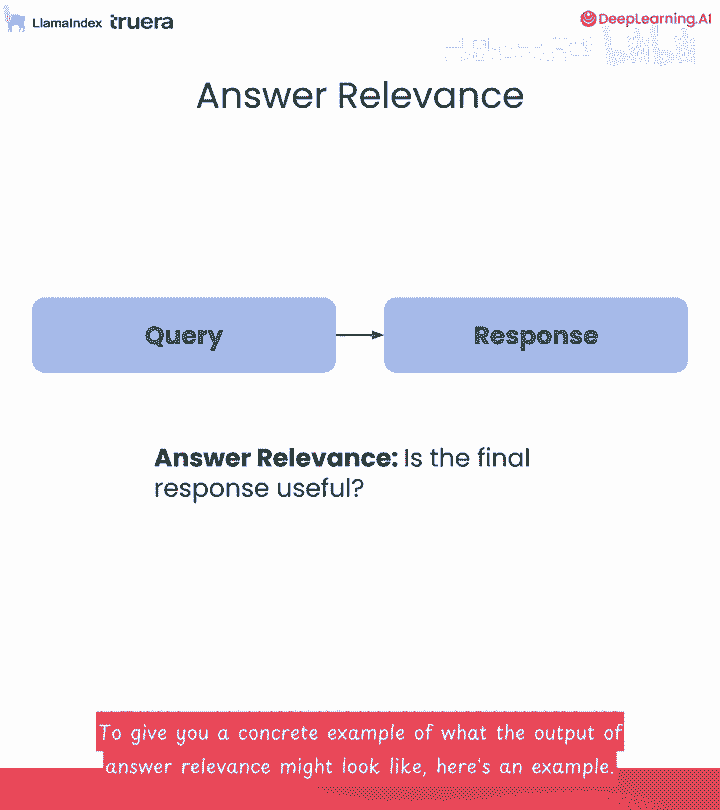 LlamaIndex truera
DeepLearning.AI
Answer Relevance
Query
Response
Answer Relevance: Is the final
response useful?
To give you a concrete example of what the output of
answer relevance might look like, here's an example.